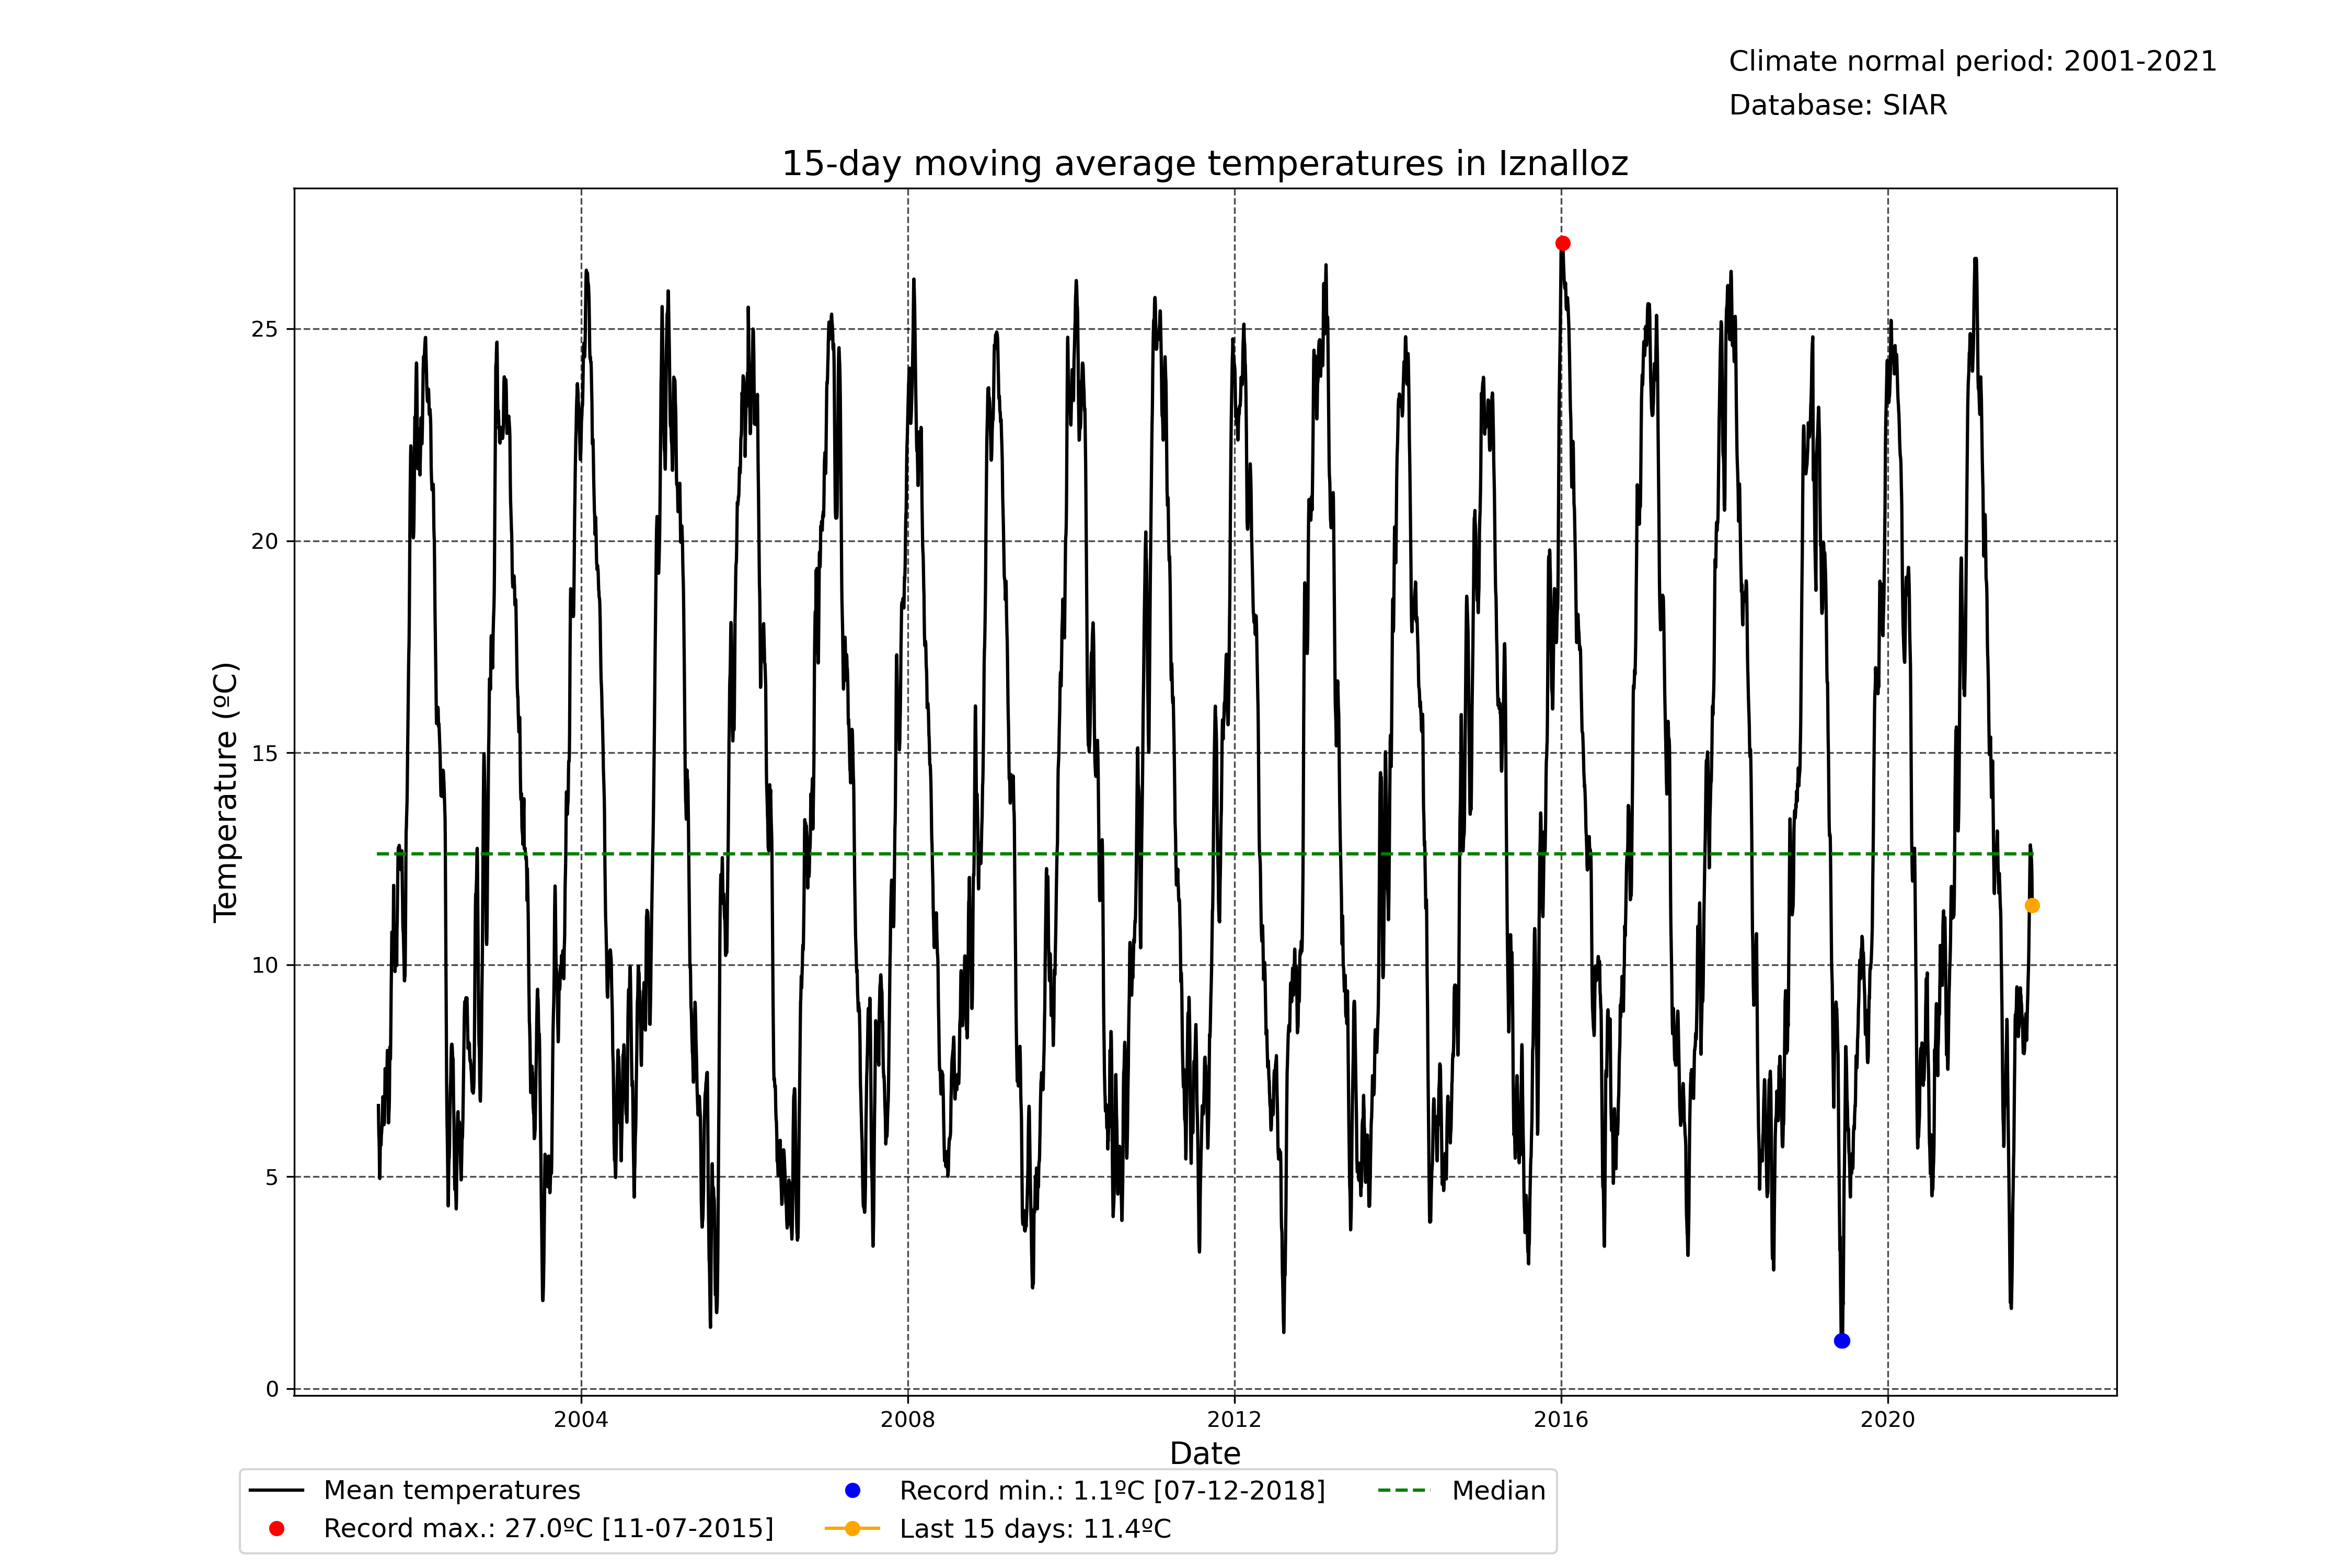 Climate normal period: 2001-2021
Database: SIAR
15-day moving average temperatures in Iznalloz
Temperature (ºC)
25
20
15
10
5
0
2004
2008
2012
2016
2020
Date
Mean temperatures
Record max.: 27.0ºC [11-07-2015]
Record min.: 1.1ºC [07-12-2018]
Last 15 days: 11.4ºC
Median